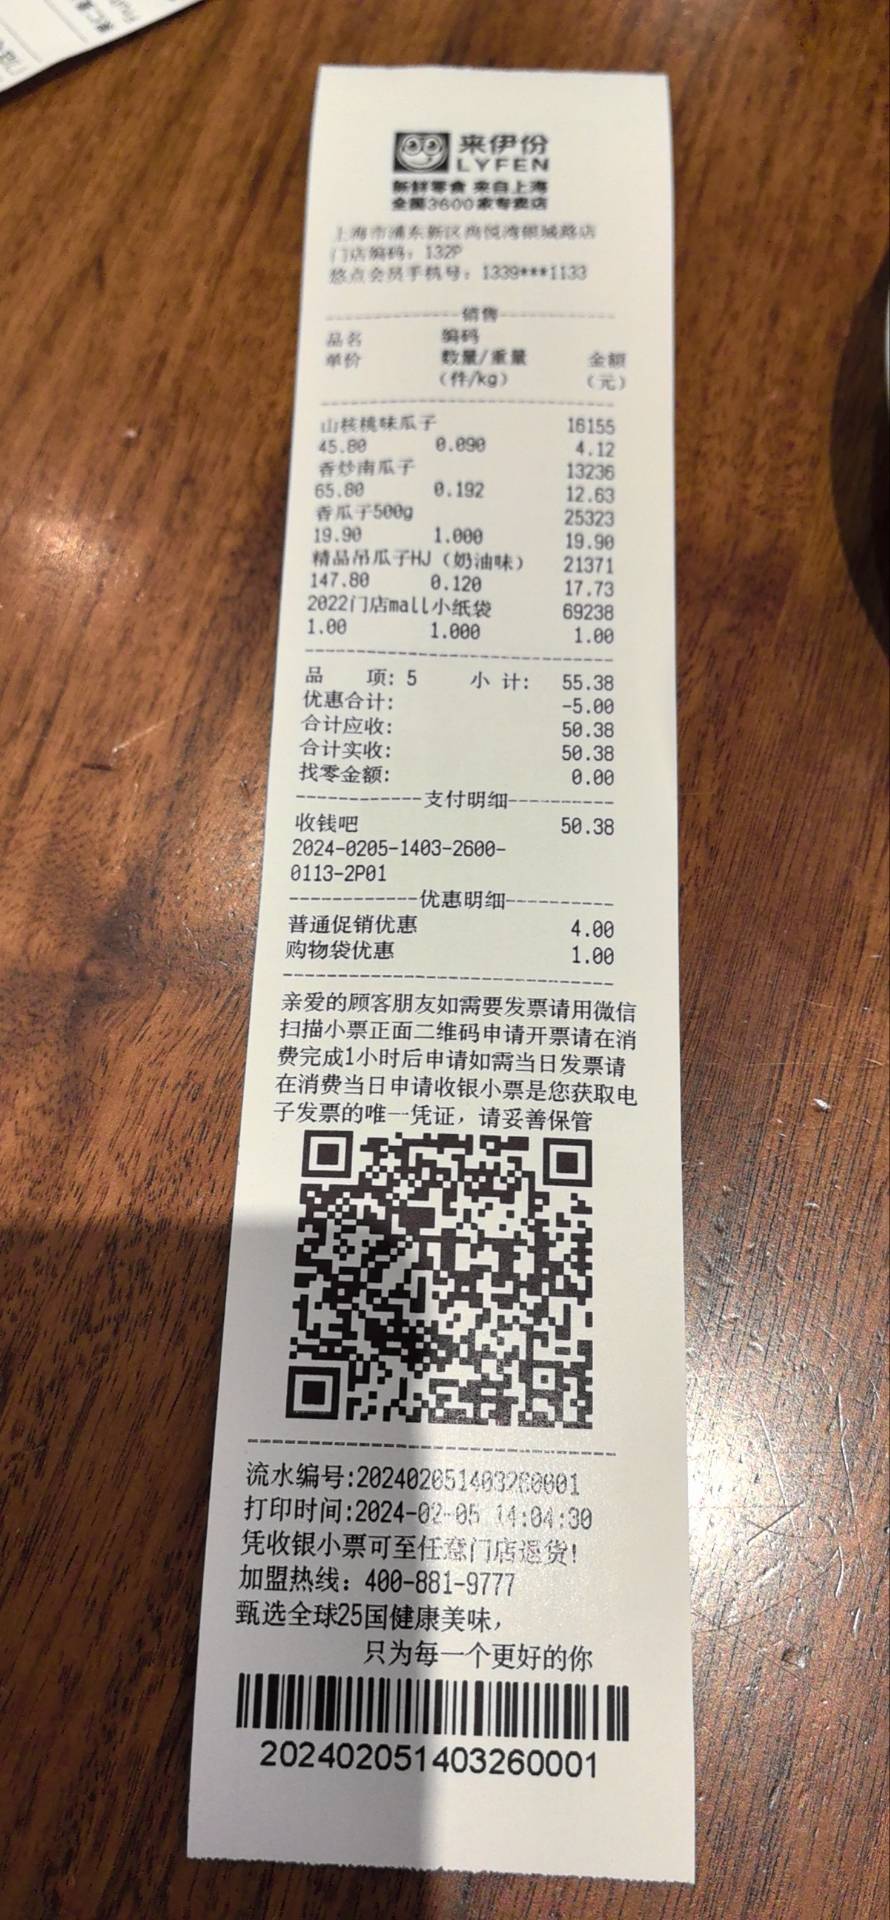 来伊份
LYFEN
新鲜零食 来自上海
全国3600家专卖店
上海市浦东新区尚悦湾银城路店
门店编码：132P
悠点会员手机号：1339***1133
销售
品名 编码
单价 数量/重量 金额
（件/kg） （元）
山核桃味瓜子 16155
45.80 0.090 4.12
香炒南瓜子 13236
65.80 0.192 12.63
香瓜子500g 25323
19.90 1.000 19.90
精品吊瓜子HJ（奶油味） 21371
147.80 0.120 17.73
2022门店mall小纸袋 69238
1.00 1.000 1.00
品 项: 5 小 计: 55.38
优惠合计: -5.00
合计应收: 50.38
合计实收: 50.38
找零金额: 0.00
支付明细
收钱吧 50.38
2024-0205-1403-2600-
0113-2P01
优惠明细
普通促销优惠 4.00
购物袋优惠 1.00
亲爱的顾客朋友如需要发票请用微信
扫描小票正面二维码申请开票请在消
费完成1小时后申请如需当日发票请
在消费当日申请收银小票是您获取电
子发票的唯一凭证，请妥善保管
流水编号:202402051403260001
打印时间:2024-02-05 14:04:30
凭收银小票可至任意门店退货!
加盟热线：400-881-9777
甄选全球25国健康美味，
只为每一个更好的你
202402051403260001